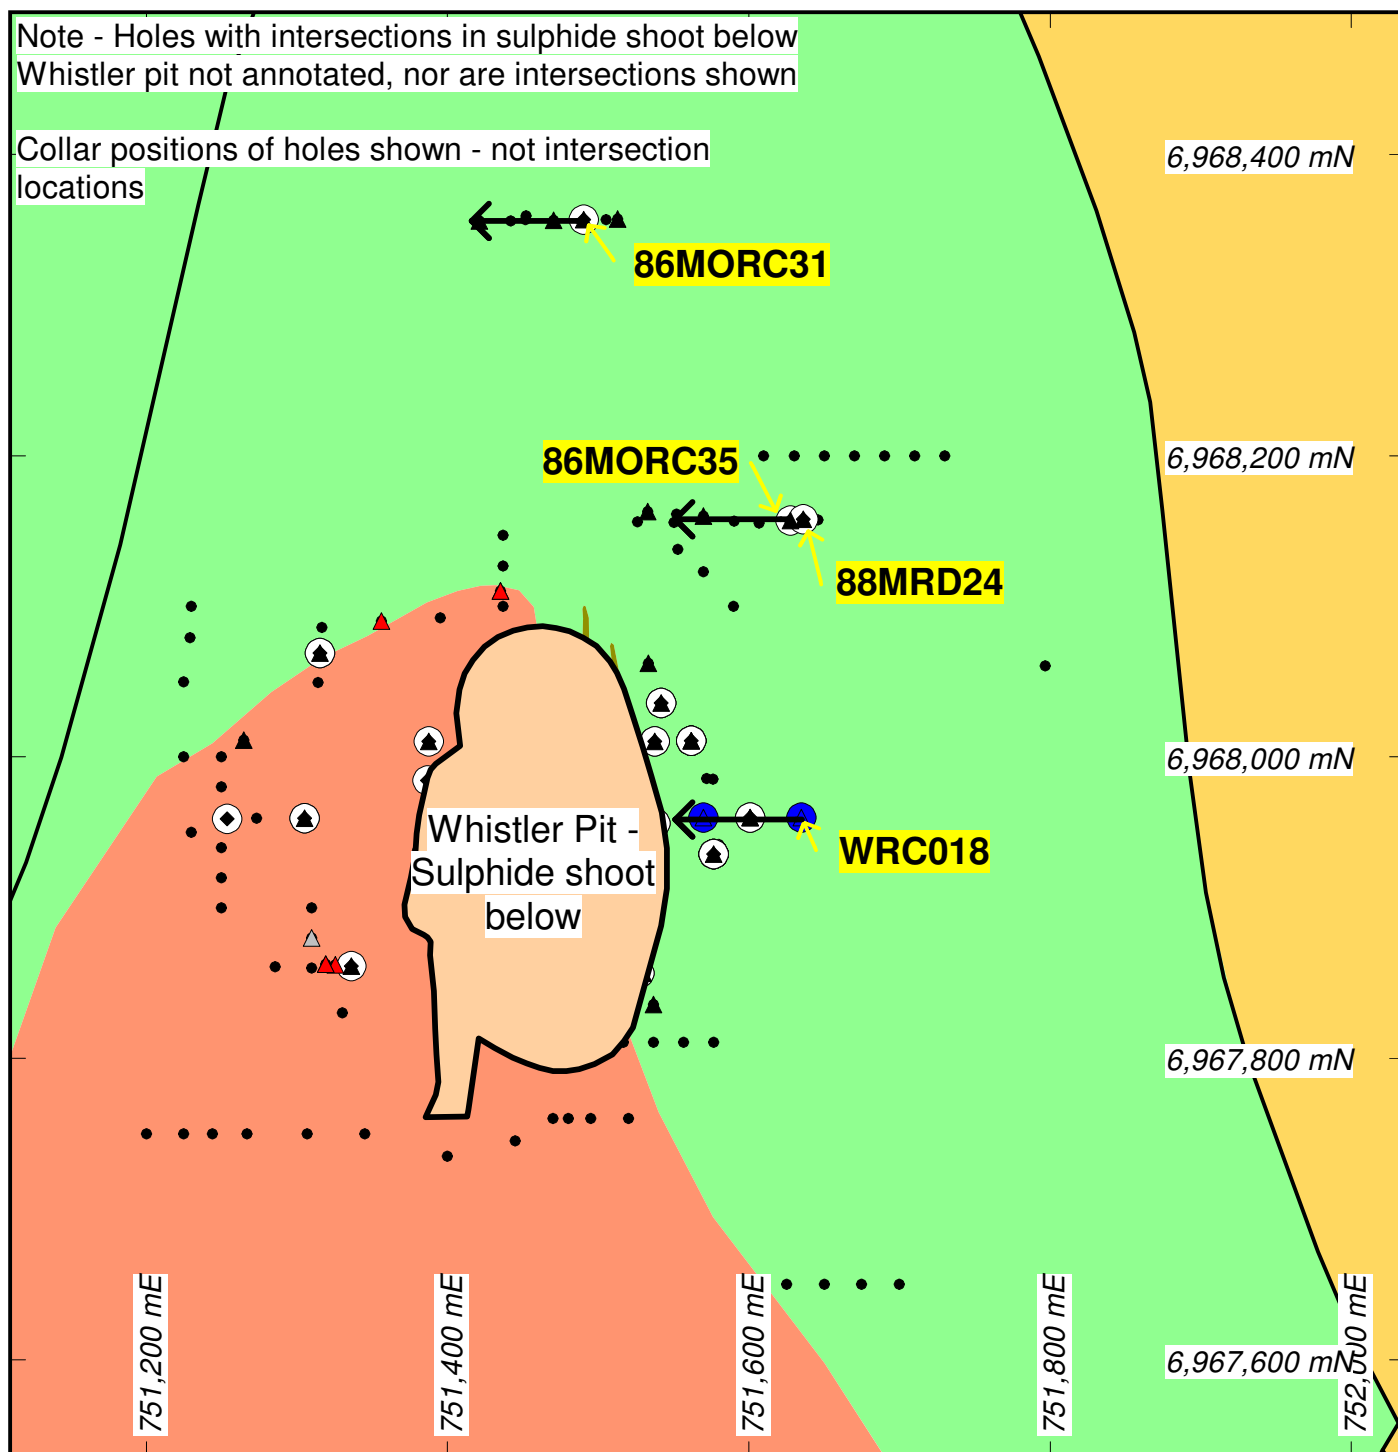 Note - Holes with intersections in sulphide shoot below
Whistler pit not annotated, nor are intersections shown
Collar positions of holes shown - not intersection
locations
6,968,400 mN
86MORC31
86MORC35
6,968,200 mN
88MRD24
6,968,000 mN
Whistler Pit -
Sulphide shoot
below
WRC018
6,967,800 mN
6,967,600 mN
751,200 mE
751,400 mE
751,600 mE
751,800 mE
752,000 mE